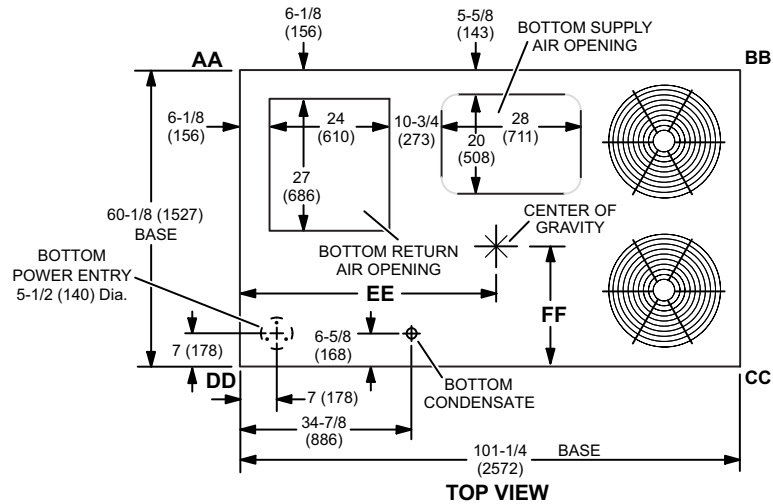 6-1/8
(156)
5-5/8
(143)
BOTTOM SUPPLY
AIR OPENING
AA
BB
6-1/8
(156)
24
(610)
10-3/4
(273)
28
(711)
20
(508)
27
(686)
60-1/8 (1527)
BASE
CENTER OF
GRAVITY
BOTTOM
POWER ENTRY
5-1/2 (140) Dia.
BOTTOM RETURN
AIR OPENING
EE
FF
7 (178)
6-5/8
(168)
DD
CC
7 (178)
BOTTOM
CONDENSATE
34-7/8
(886)
101-1/4
(2572)
BASE
TOP VIEW